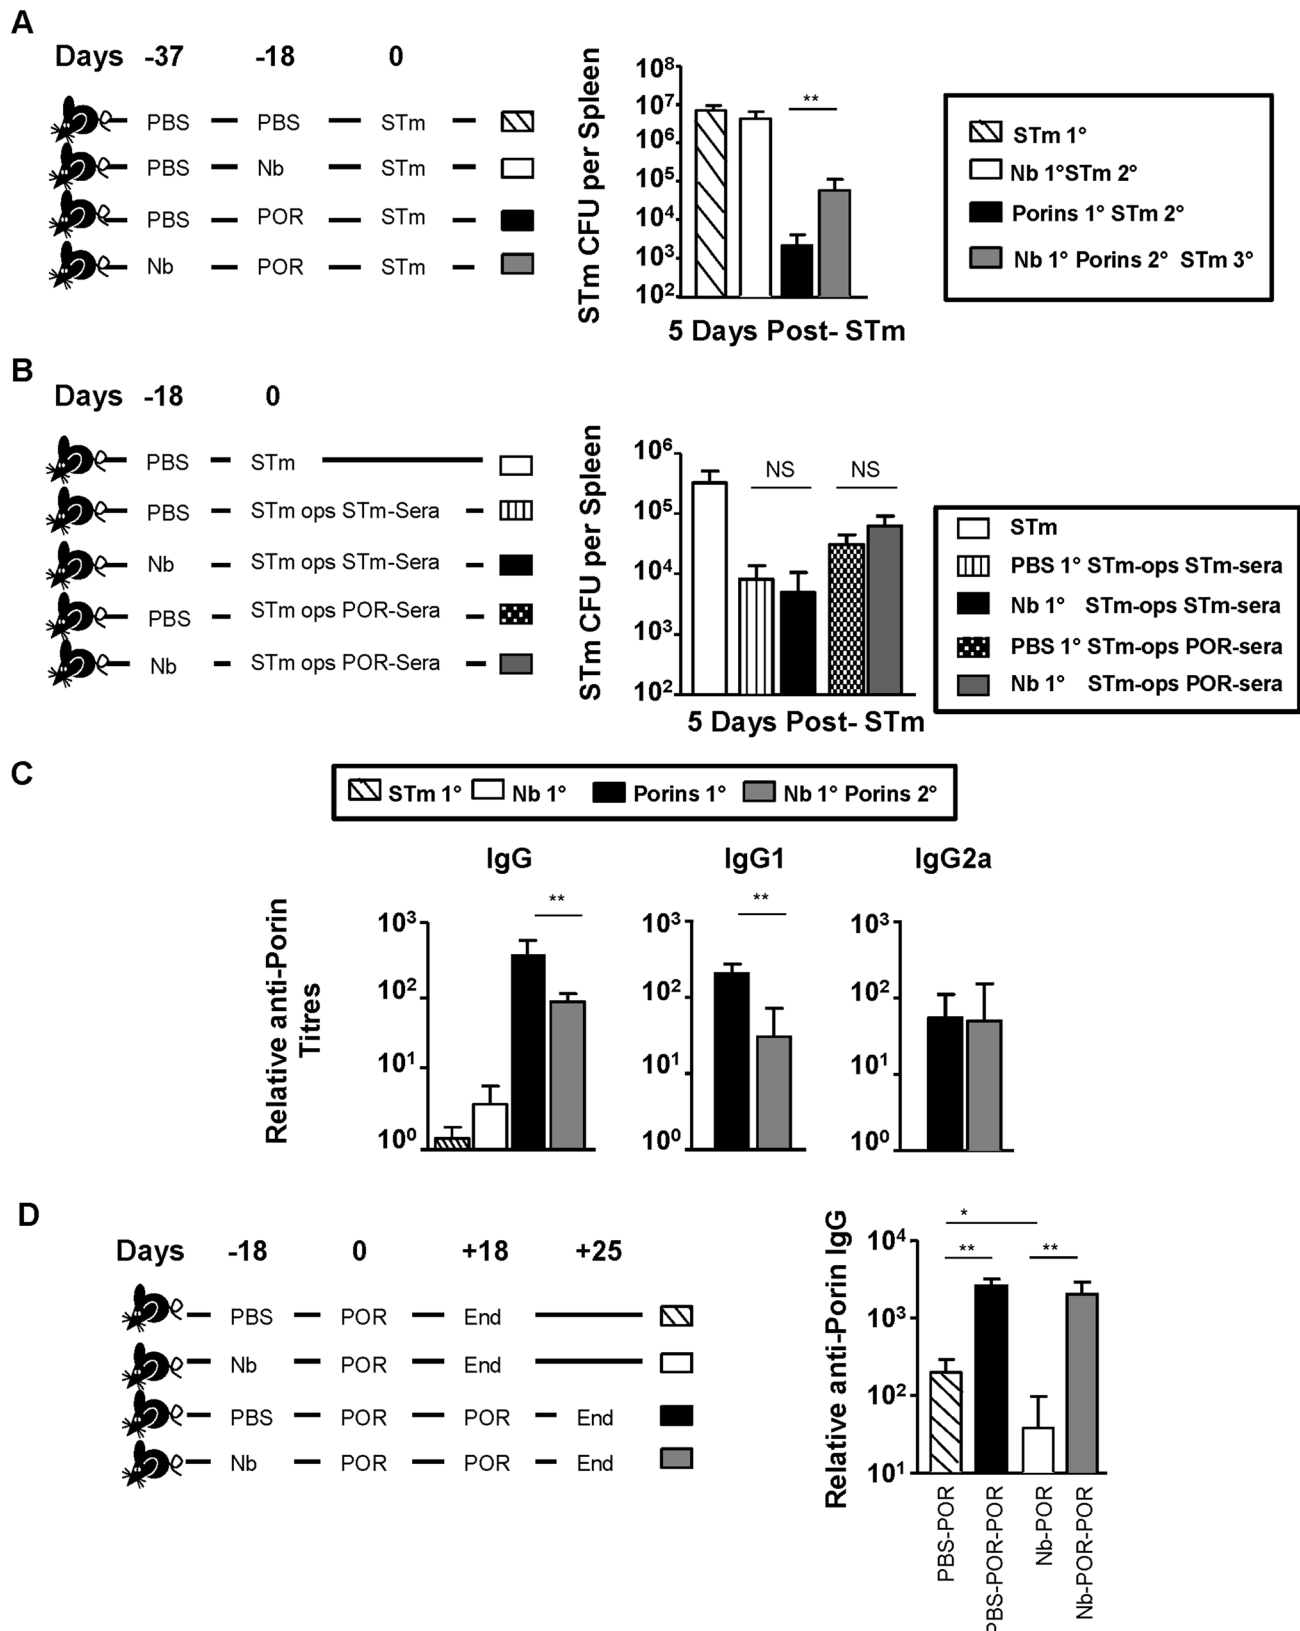 A
Days -37 -18 0
PBS PBS STm
PBS Nb STm
PBS POR STm
Nb POR STm
STm CFU per Spleen
10⁸
10⁷
10⁶
10⁵
10⁴
10³
10²
**
5 Days Post- STm
STm 1°
Nb 1°STm 2°
Porins 1° STm 2°
Nb 1° Porins 2° STm 3°
B
Days -18 0
PBS STm
PBS STm ops STm-Sera
Nb STm ops STm-Sera
PBS STm ops POR-Sera
Nb STm ops POR-Sera
STm CFU per Spleen
10⁶
10⁵
10⁴
10³
10²
NS NS
5 Days Post- STm
STm
PBS 1° STm-ops STm-sera
Nb 1° STm-ops STm-sera
PBS 1° STm-ops POR-sera
Nb 1° STm-ops POR-sera
C
STm 1° Nb 1° Porins 1° Nb 1° Porins 2°
Relative anti-Porin
Titres
IgG
10³
10²
10¹
10⁰
**
IgG1
10³
10²
10¹
10⁰
**
IgG2a
10³
10²
10¹
10⁰
D
Days -18 0 +18 +25
PBS POR End
Nb POR End
PBS POR POR End
Nb POR POR End
Relative anti-Porin IgG
10⁴
10³
10²
10¹
*
** **
PBS-POR
PBS-POR-POR
Nb-POR
Nb-POR-POR